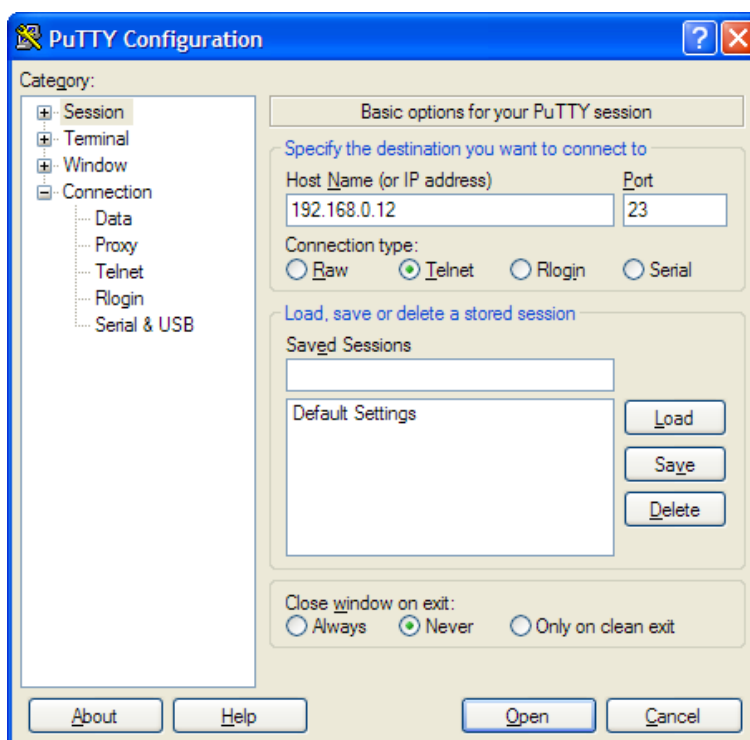 PuTTY Configuration
Category:
Session
Terminal
Window
Connection
Data
Proxy
Telnet
Rlogin
Serial & USB
Basic options for your PuTTY session
Specify the destination you want to connect to
Host Name (or IP address) Port
192.168.0.12 23
Connection type:
Raw Telnet Rlogin Serial
Load, save or delete a stored session
Saved Sessions
Default Settings
Load
Save
Delete
Close window on exit:
Always Never Only on clean exit
About Help Open Cancel